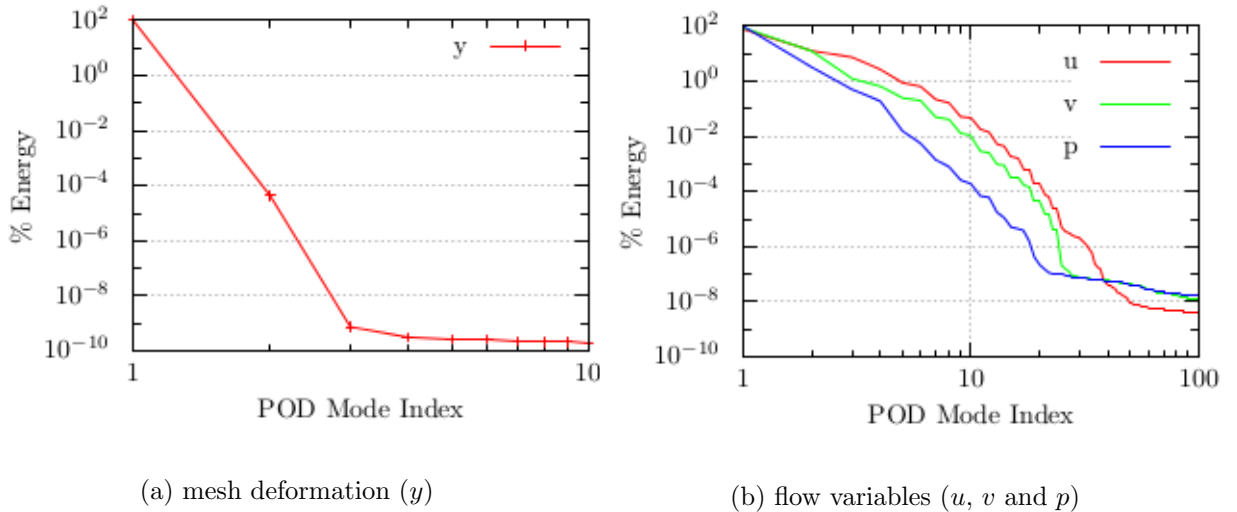 10^2
10^0
10^-2
10^-4
10^-6
10^-8
10^-10
% Energy
y
1
10
POD Mode Index
(a) mesh deformation (y)
10^2
10^0
10^-2
10^-4
10^-6
10^-8
10^-10
% Energy
u
v
p
1
10
100
POD Mode Index
(b) flow variables (u, v and p)